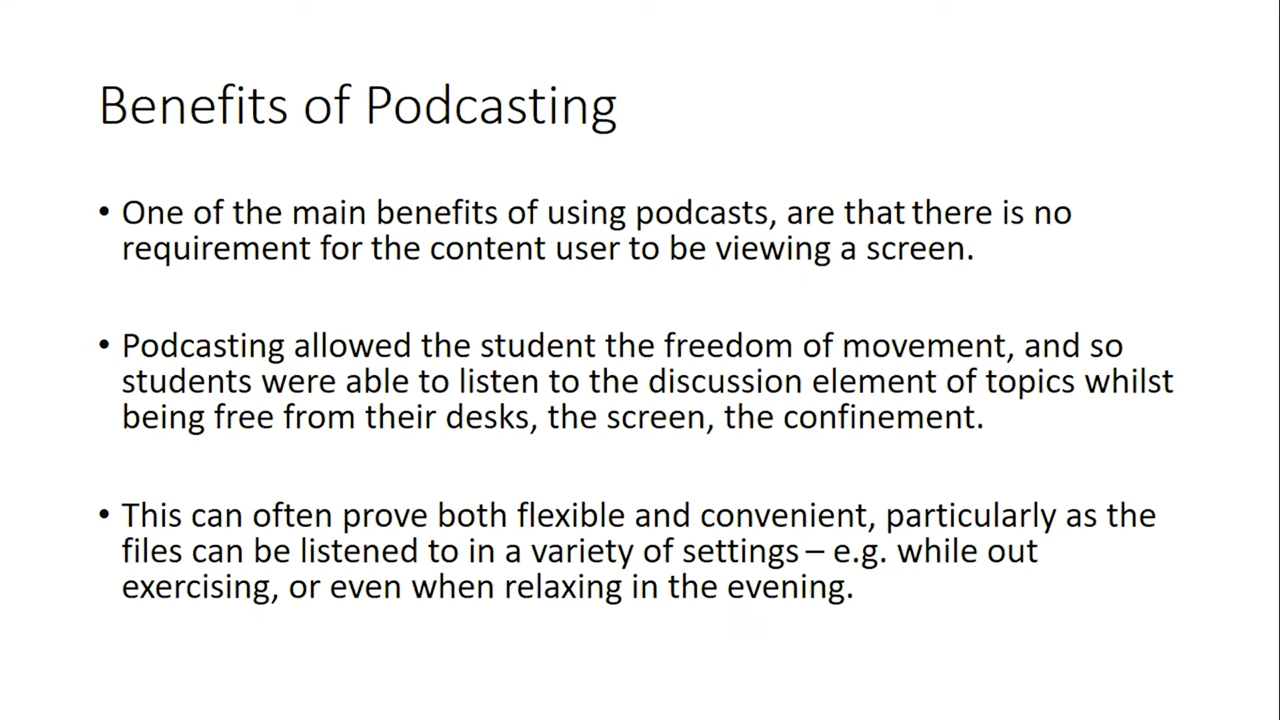 Benefits of Podcasting
• One of the main benefits of using podcasts, are that there is no
requirement for the content user to be viewing a screen.
• Podcasting allowed the student the freedom of movement, and so
students were able to listen to the discussion element of topics whilst
being free from their desks, the screen, the confinement.
• This can often prove both flexible and convenient, particularly as the
files can be listened to in a variety of settings – e.g. while out
exercising, or even when relaxing in the evening.